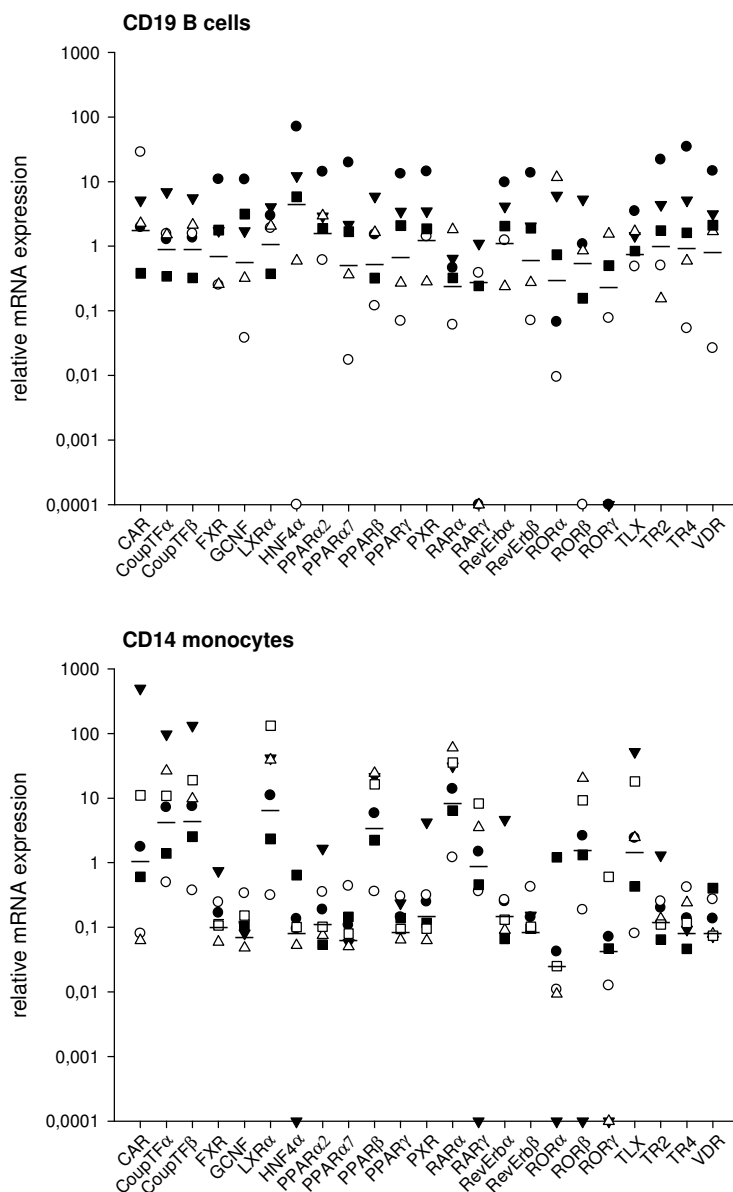 CD19 B cells
relative mRNA expression
1000
100
10
1
0,1
0,01
0,001
0,0001
CAR
CoupTFα
CoupTFβ
FXR
GCNF
LXRα
HNF4α
PPARα2
PPARα7
PPARβ
PPARγ
PXR
RARα
RARγ
RevErbα
RevErbβ
RORα
RORβ
RORγ
TLX
TR2
TR4
VDR
CD14 monocytes
relative mRNA expression
1000
100
10
1
0,1
0,01
0,001
0,0001
CAR
CoupTFα
CoupTFβ
FXR
GCNF
LXRα
HNF4α
PPARα2
PPARα7
PPARβ
PPARγ
PXR
RARα
RARγ
RevErbα
RevErbβ
RORα
RORβ
RORγ
TLX
TR2
TR4
VDR